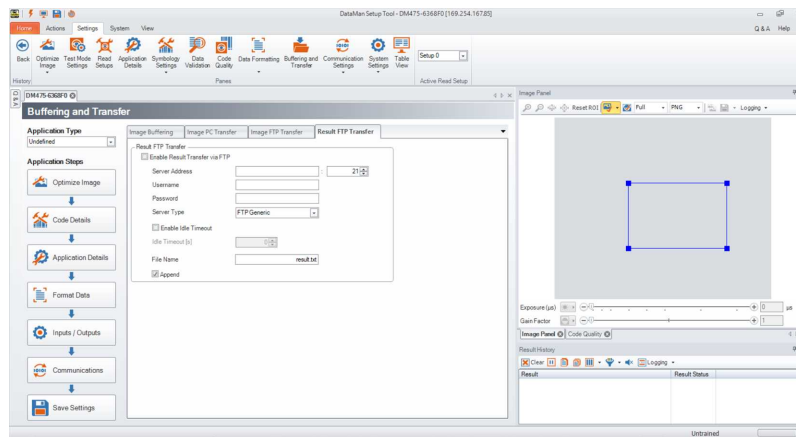 DataMan Setup Tool - DM475-6368F0 [169.254.167.85]
Home Actions Settings System View Q & A Help
Back Optimize Image Test Mode Settings Read Setups Application Details Symbology Settings Data Validation Code Quality Data Formatting Buffering and Transfer Communication Settings System Settings Table View Setup 0
History Panes Active Read Setup
DM475-6368F0
Buffering and Transfer
Application Type
Undefined
Application Steps
Optimize Image
Code Details
Application Details
Format Data
Inputs / Outputs
Communications
Save Settings
Image Buffering Image PC Transfer Image FTP Transfer Result FTP Transfer
Result FTP Transfer
Enable Result Transfer via FTP
Server Address : 21
Username
Password
Server Type FTP Generic
Enable Idle Timeout
Idle Timeout [s] 0
File Name result.txt
Append
Image Panel
Reset ROI Full PNG Logging
Exposure (µs) 0 µs
Gain Factor 1
Image Panel Code Quality
Result History
Clear Logging
Result Result Status
Untrained